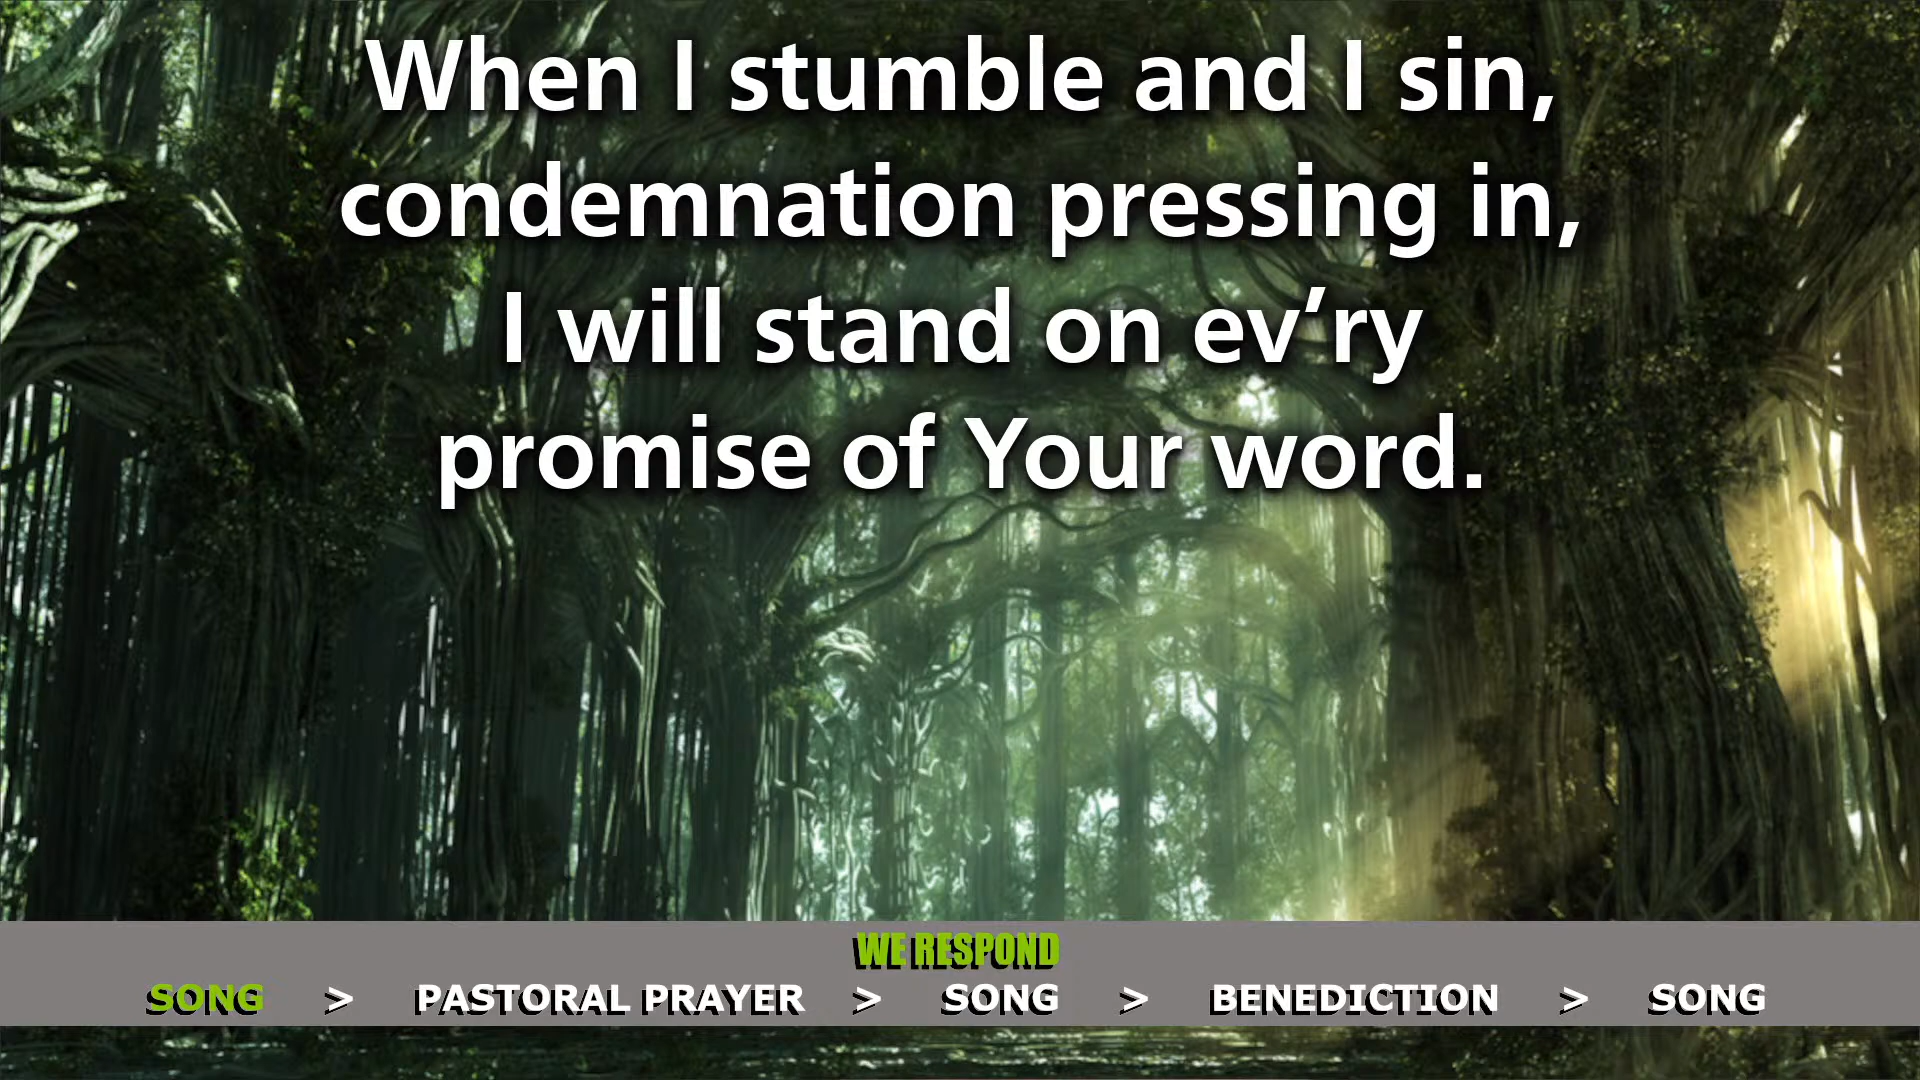 When I stumble and I sin,
condemnation pressing in,
I will stand on ev’ry
promise of Your word.
WE RESPOND
SONG > PASTORAL PRAYER > SONG > BENEDICTION > SONG